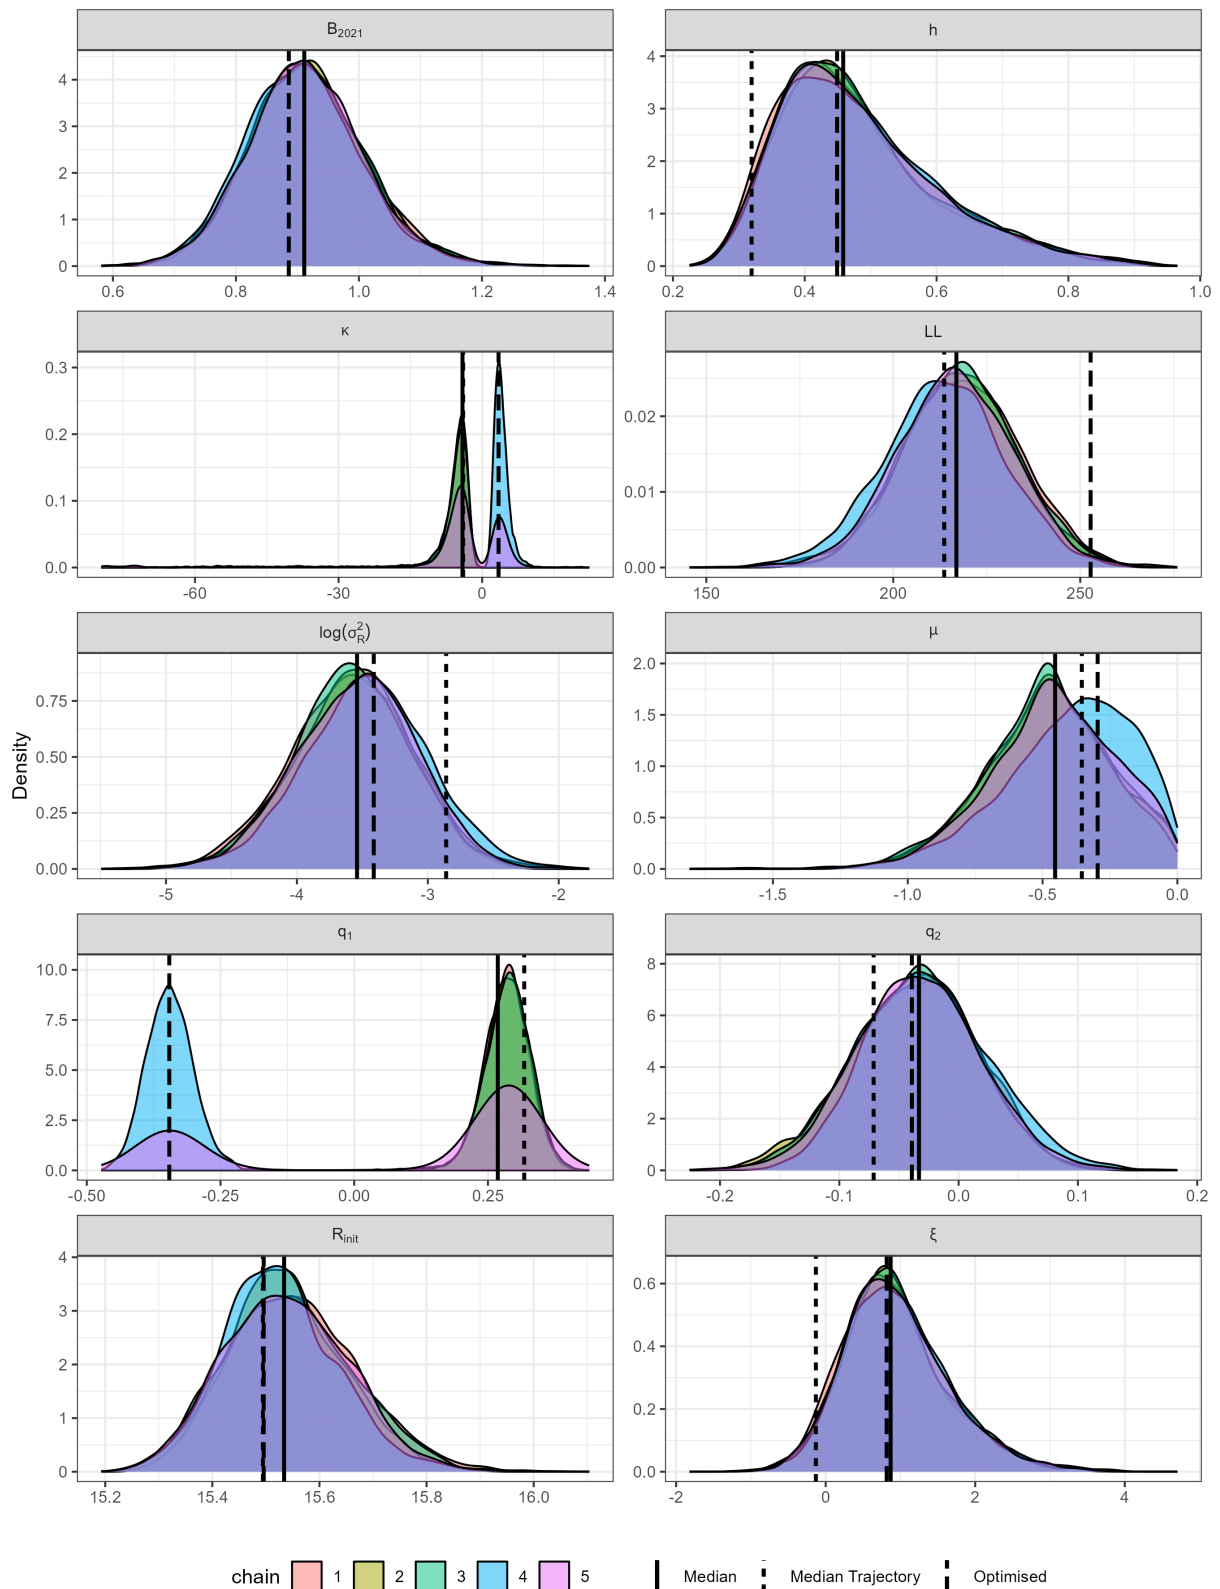 B2021
h
0 1 2 3 4
0 1 2 3 4
0.6 0.8 1.0 1.2 1.4
0.2 0.4 0.6 0.8 1.0
κ
LL
0.0 0.1 0.2 0.3
0.00 0.01 0.02
-60 -30 0
150 200 250
log(σ²R)
μ
0.00 0.25 0.50 0.75
0.0 0.5 1.0 1.5 2.0
-5 -4 -3 -2
-1.5 -1.0 -0.5 0.0
Density
q1
q2
0.0 2.5 5.0 7.5 10.0
0 2 4 6 8
-0.50 -0.25 0.00 0.25
-0.2 -0.1 0.0 0.1 0.2
Rinit
ξ
0 1 2 3 4
0.0 0.2 0.4 0.6
15.2 15.4 15.6 15.8 16.0
-2 0 2 4
chain 1 2 3 4 5 Median Median Trajectory Optimised